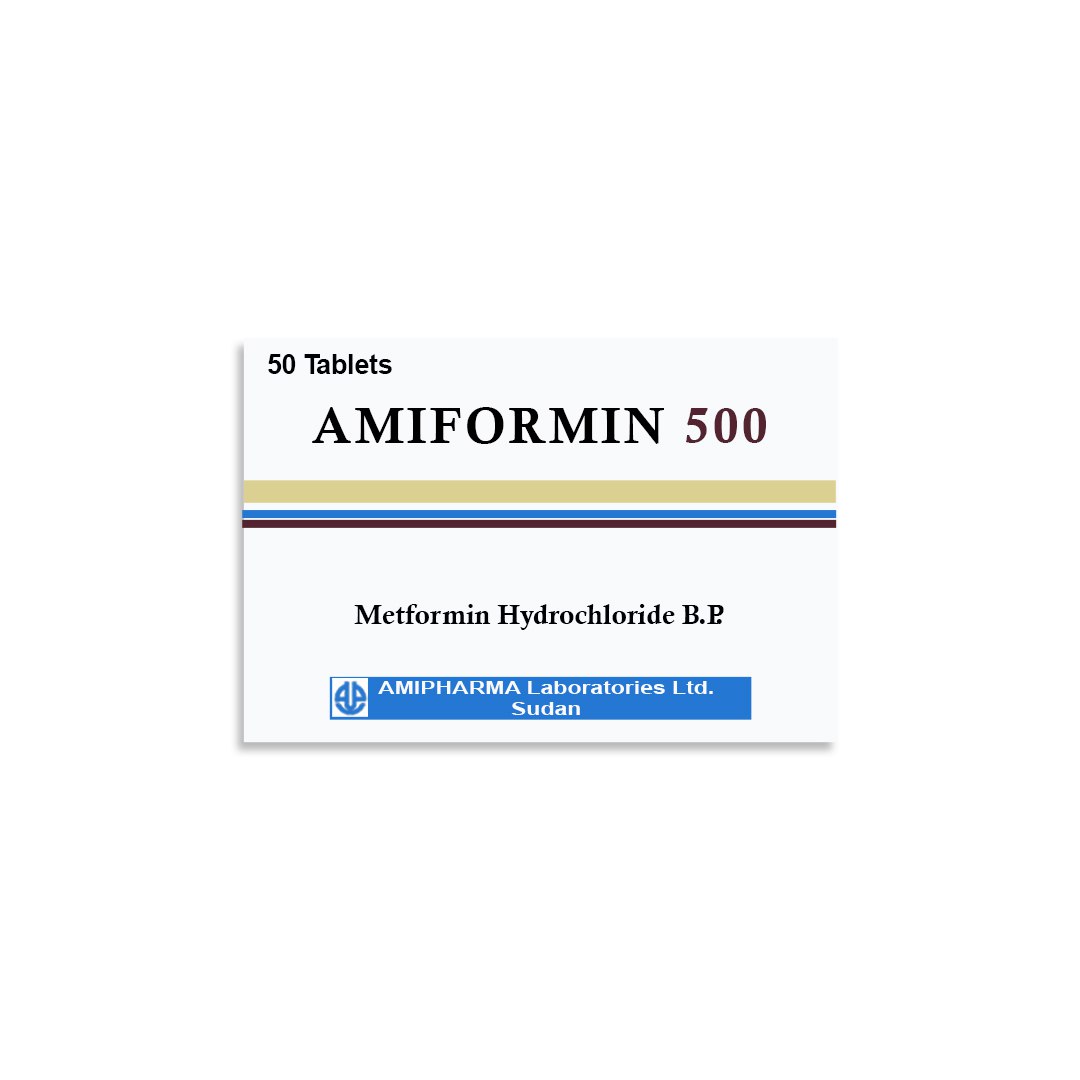 50 Tablets
AMIFORMIN 500
Metformin Hydrochloride B.P.
AMIPHARMA Laboratories Ltd.
Sudan